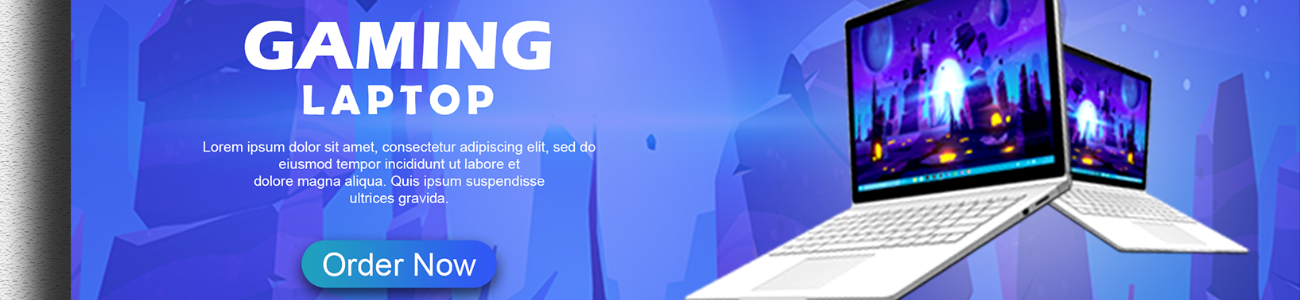 GAMING
LAPTOP
Lorem ipsum dolor sit amet, consectetur adipiscing elit, sed do
eiusmod tempor incididunt ut labore et
dolore magna aliqua. Quis ipsum suspendisse
ultrices gravida.
Order Now